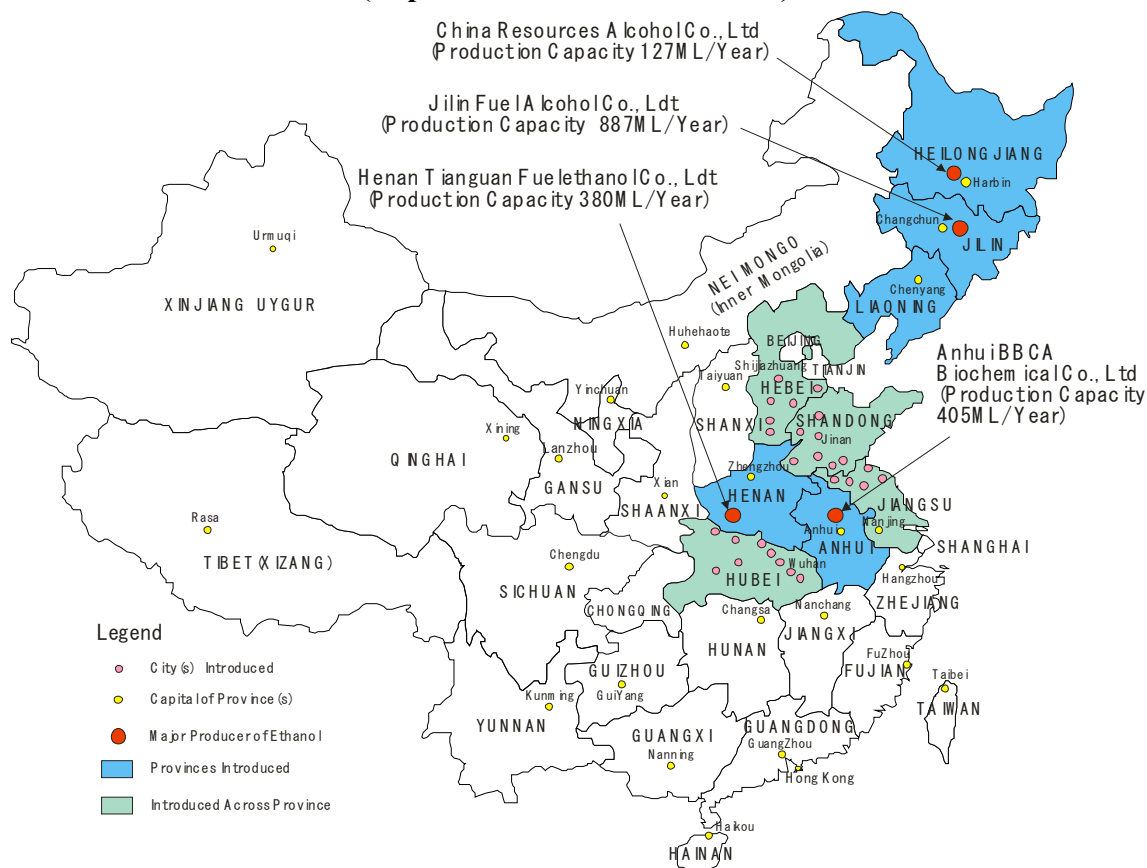 China Resources Alcohol Co., Ltd
(Production Capacity 127ML/Year)
Jilin Fuel Alcohol Co., Ldt
(Production Capacity 887ML/Year)
Henan Tianguan Fuelethanol Co., Ldt
(Production Capacity 380ML/Year)
HEILONGJIANG
Harbin
Changchun
JILIN
Urmuqi
NEIMONGO
(Inner Mongolia)
Chenyang
LIAONING
XINJIANG UYGUR
Huhehaote
BEIJING
TIANJIN
Anhui BBCA
Biochemical Co., Ltd
(Production Capacity
405ML/Year)
Shijiazhuang
Taiyuan
HEBEI
Yinchuan
NINGXIA
SHANXI
SHANDONG
Jinan
Xining
QINGHAI
Lanzhou
GANSU
Zhengzhou
HENAN
Xian
SHAANXI
JIANGSU
Nanjing
Anhui
ANHUI
SHANGHAI
Rasa
TIBET(XIZANG)
Chengdu
SICHUAN
Wuhan
HUBEI
Hangzhou
ZHEJIANG
CHONGQING
Changsa
HUNAN
Nanchang
JIANGXI
FuZhou
FUJIAN
Taibei
TAIWAN
GUIZHOU
GuiYang
Kunming
YUNNAN
GUANGXI
Nanning
GUANGDONG
GuangZhou
Hong Kong
Haikou
HAINAN
Legend
City(s) Introduced
Capital of Province(s)
Major Producer of Ethanol
Provinces Introduced
Introduced Across Province